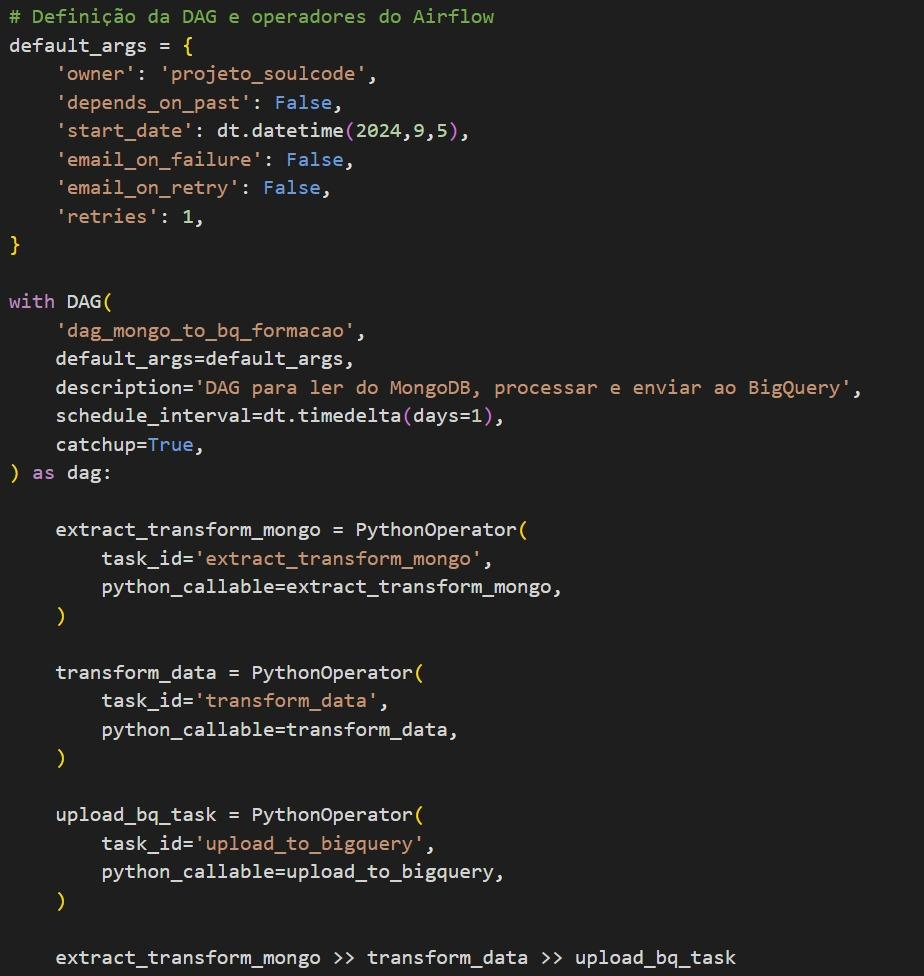 # Definição da DAG e operadores do Airflow
default_args = {
    'owner': 'projeto_soulcode',
    'depends_on_past': False,
    'start_date': dt.datetime(2024,9,5),
    'email_on_failure': False,
    'email_on_retry': False,
    'retries': 1,
}

with DAG(
    'dag_mongo_to_bq_formacao',
    default_args=default_args,
    description='DAG para ler do MongoDB, processar e enviar ao BigQuery',
    schedule_interval=dt.timedelta(days=1),
    catchup=True,
) as dag:

    extract_transform_mongo = PythonOperator(
        task_id='extract_transform_mongo',
        python_callable=extract_transform_mongo,
    )

    transform_data = PythonOperator(
        task_id='transform_data',
        python_callable=transform_data,
    )

    upload_bq_task = PythonOperator(
        task_id='upload_to_bigquery',
        python_callable=upload_to_bigquery,
    )

    extract_transform_mongo >> transform_data >> upload_bq_task